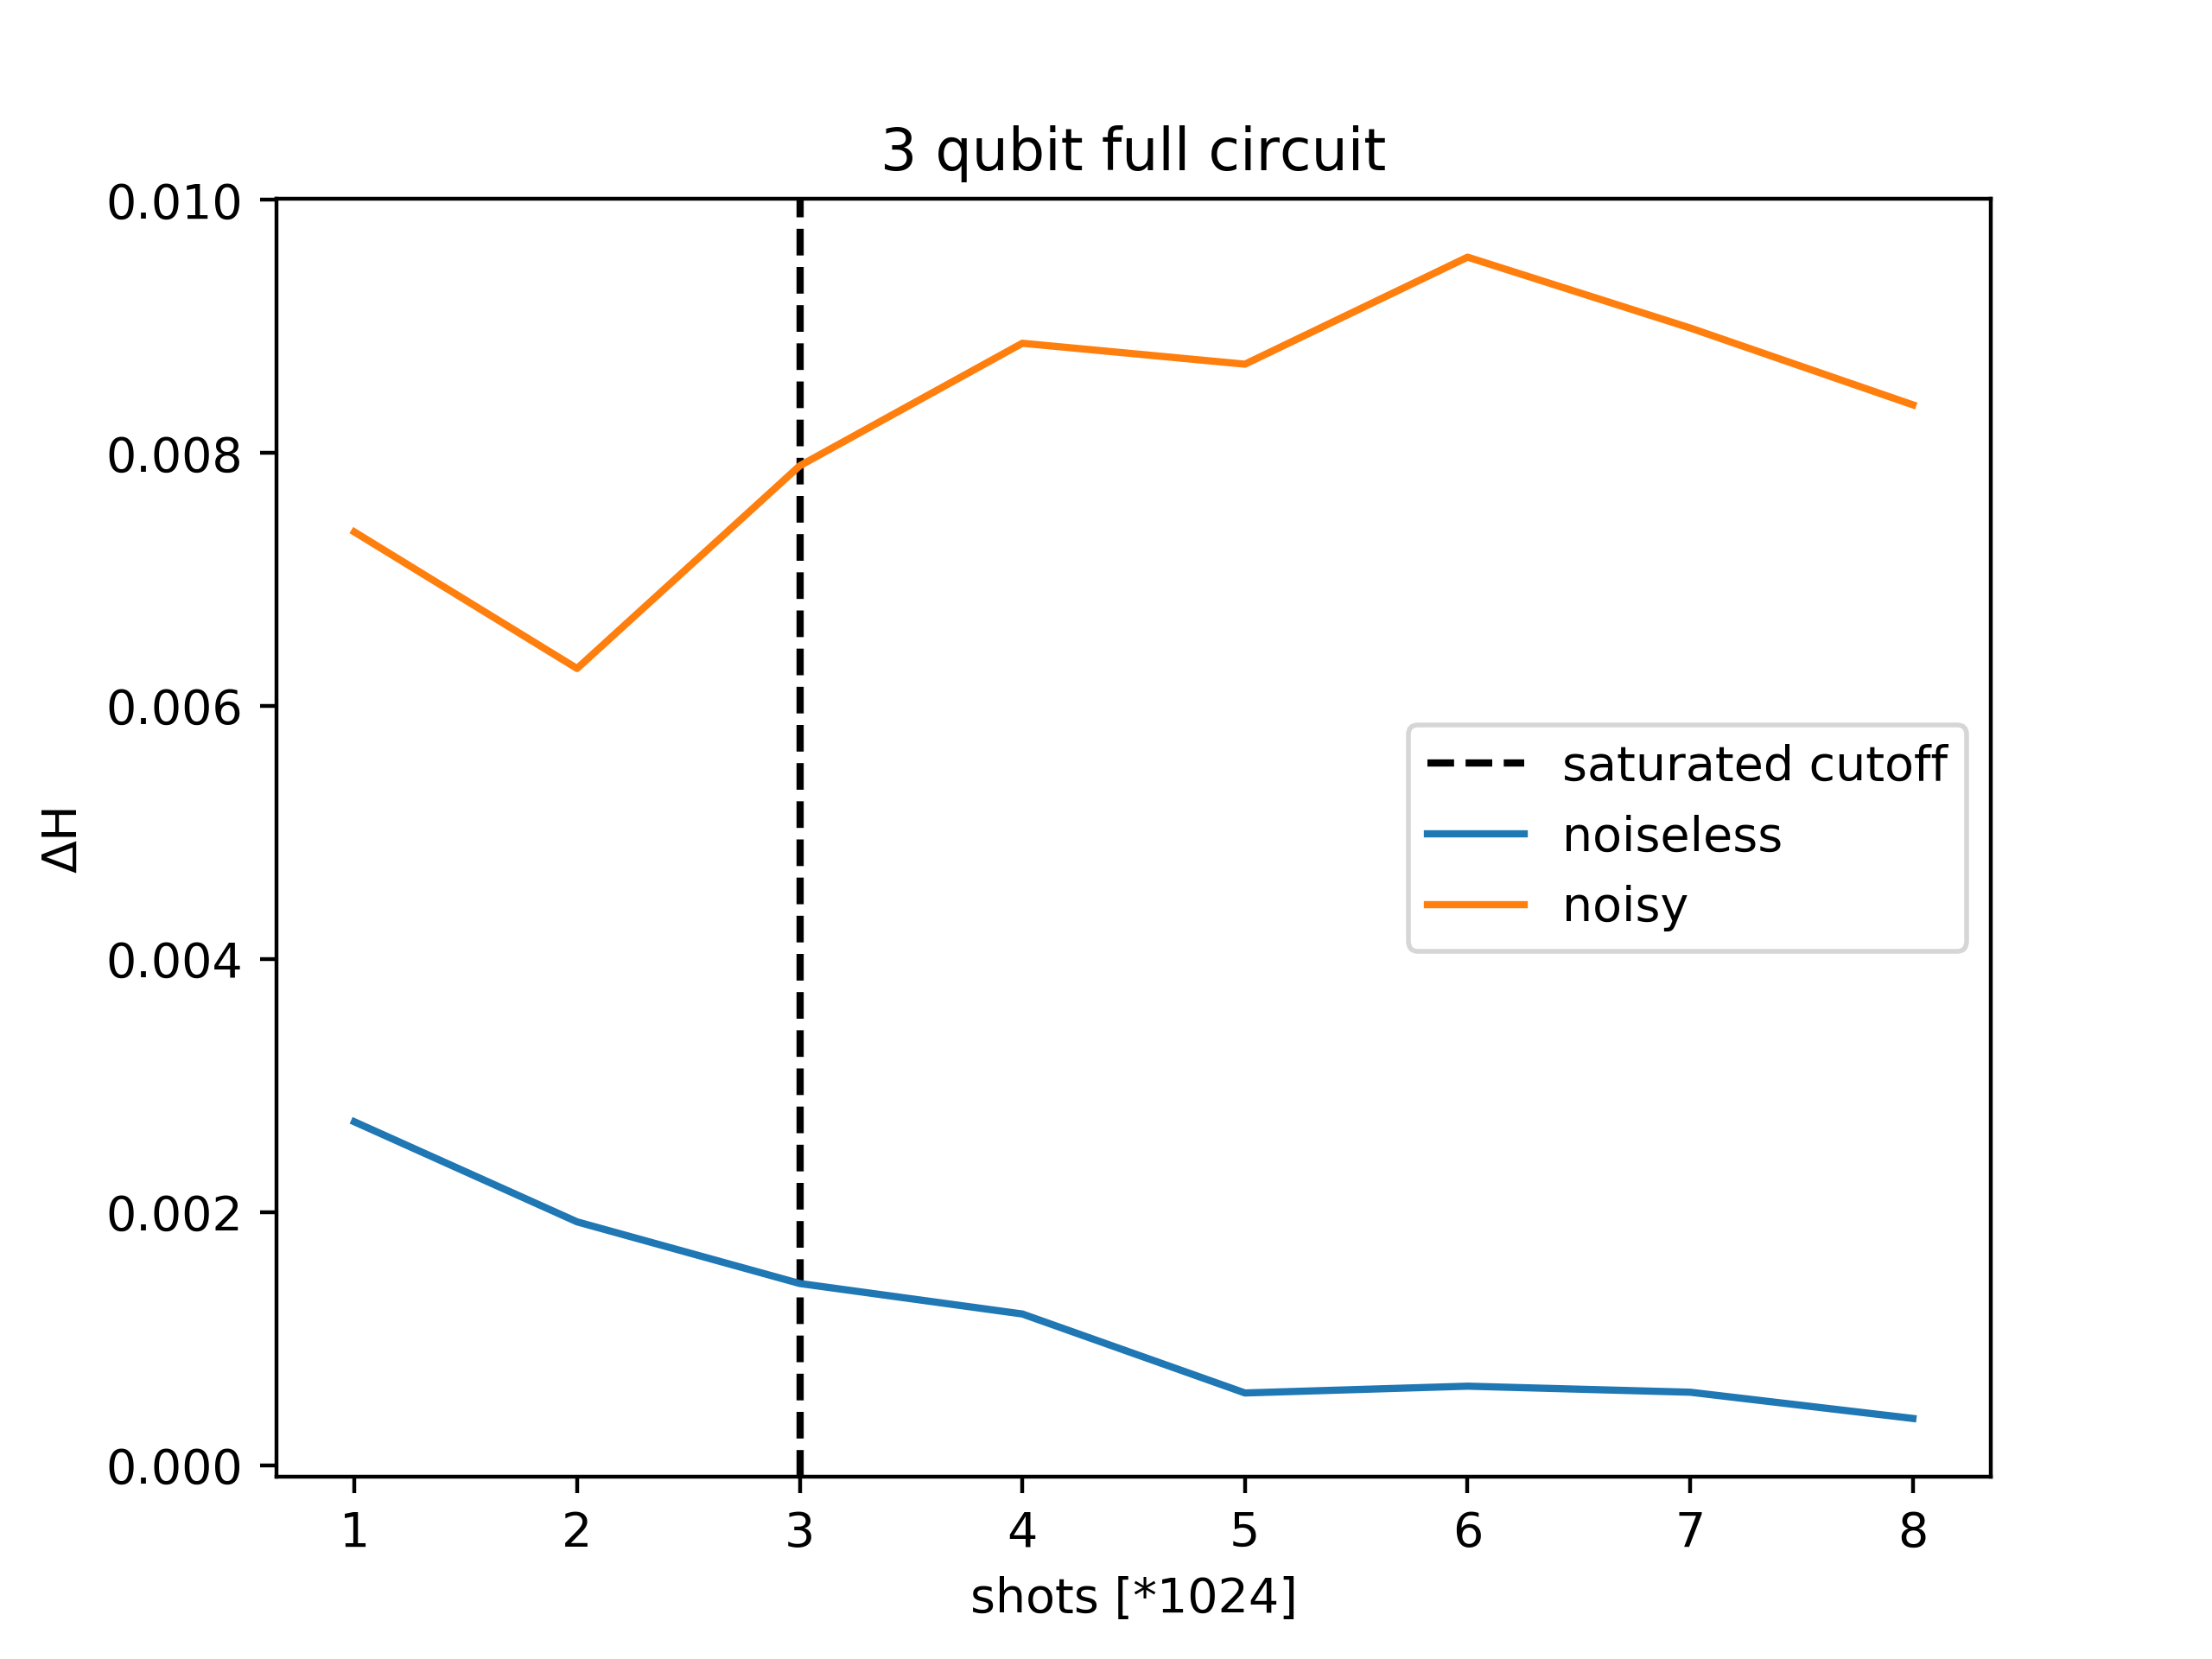 3 qubit full circuit
0.010
0.008
0.006
0.004
0.002
0.000
ΔH
saturated cutoff
noiseless
noisy
1 2 3 4 5 6 7 8
shots [*1024]